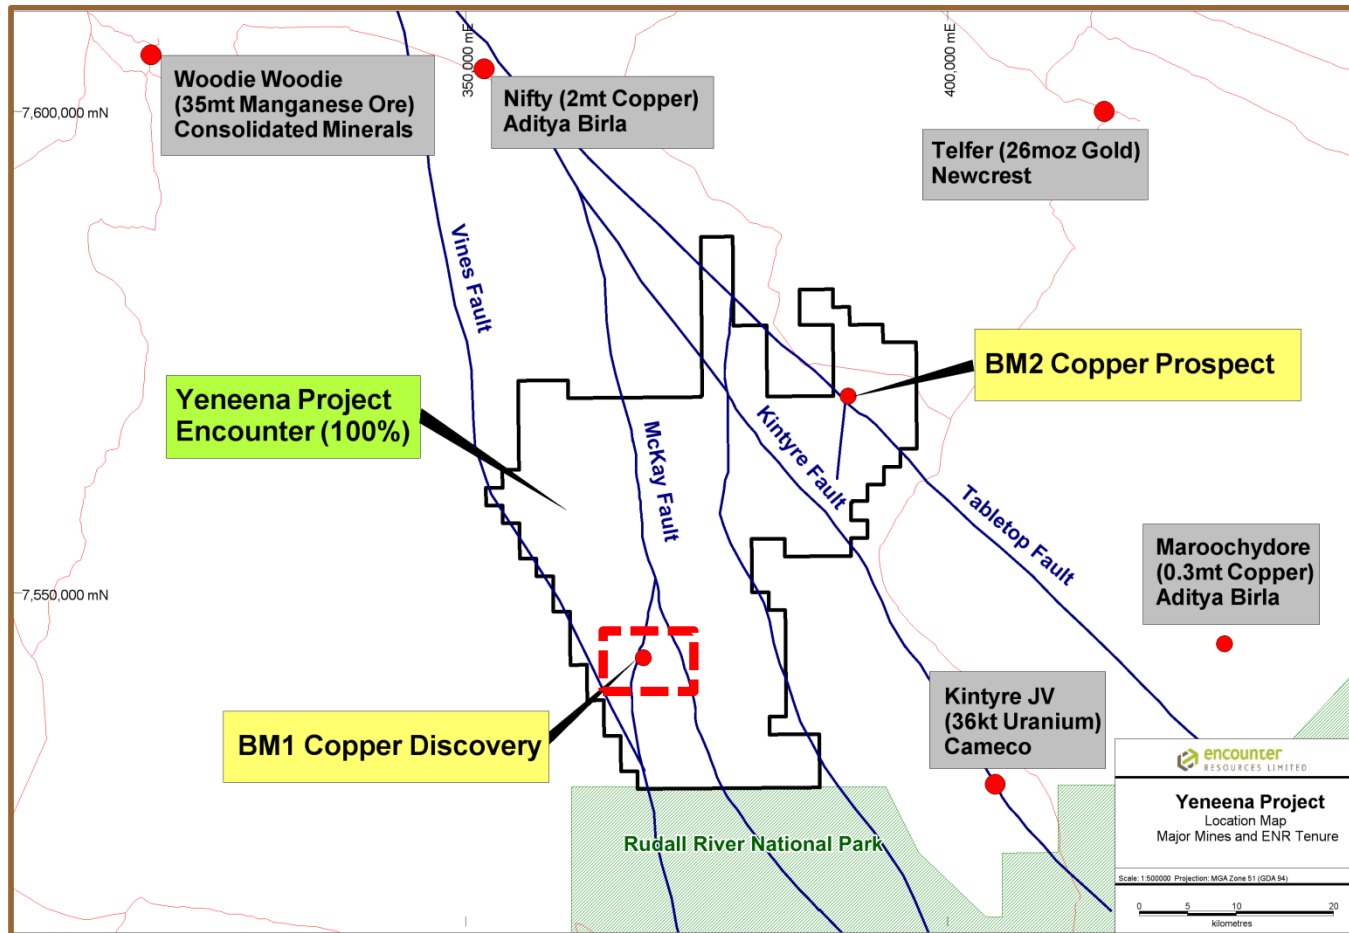 350,000 mE
400,000 mE
7,600,000 mN
7,550,000 mN
Woodie Woodie
(35mt Manganese Ore)
Consolidated Minerals
Nifty (2mt Copper)
Aditya Birla
Telfer (26moz Gold)
Newcrest
Vines Fault
BM2 Copper Prospect
Yeneena Project
Encounter (100%)
McKay Fault
Kintyre Fault
Tabletop Fault
Maroochydore
(0.3mt Copper)
Aditya Birla
BM1 Copper Discovery
Kintyre JV
(36kt Uranium)
Cameco
Rudall River National Park
encounter
RESOURCES LIMITED
Yeneena Project
Location Map
Major Mines and ENR Tenure
Scale: 1:500000 Projection: MGA Zone 51 (GDA 94)
0 5 10 20
kilometres